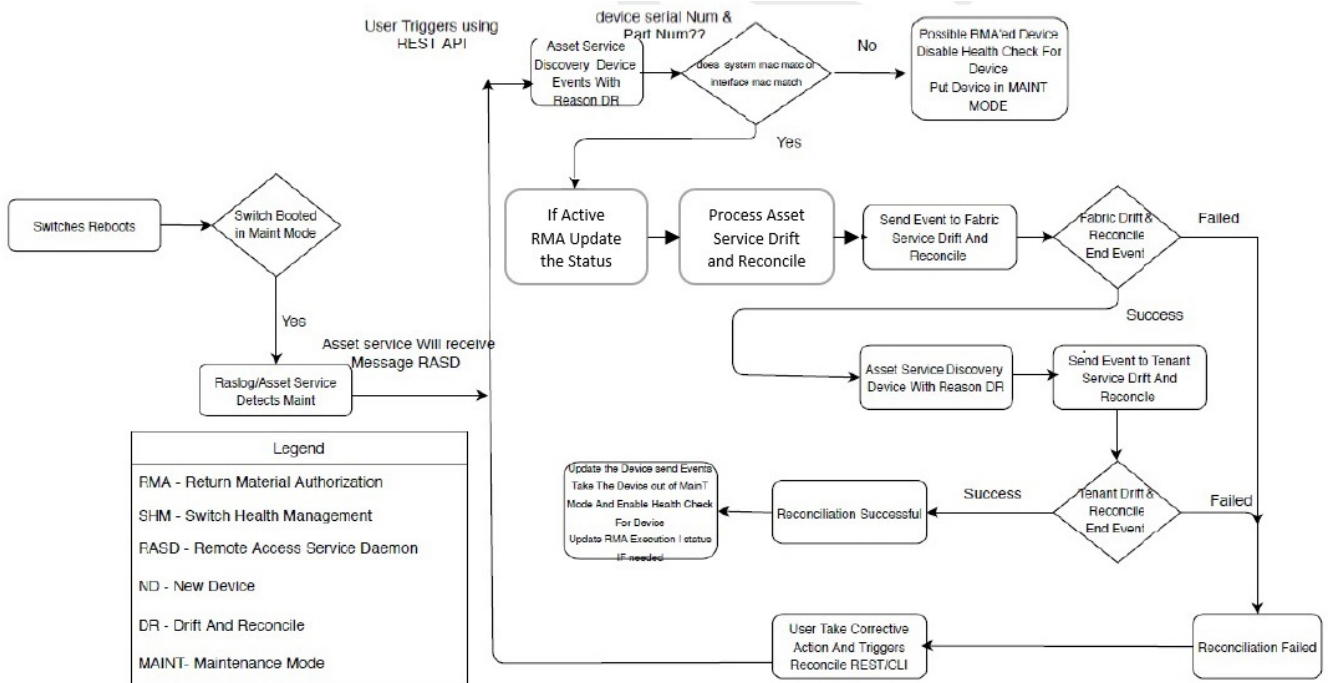 User Triggers using
REST API
device serial Num &
Part Num??
Asset Service
Discovery Device
Events With
Reason DR
does system mac matc or
interface mac match
No
Possible RMA'ed Device
Disable Health Check For
Device
Put Device in MAINT
MODE
Yes
Switches Reboots
Switch Booted
in Maint Mode
If Active
RMA Update
the Status
Process Asset
Service Drift
and Reconcile
Send Event to Fabric
Service Drift And
Reconcile
Fabric Drift &
Reconcile
End Event
Failed
Success
Yes
Asset service Will receive
Message RASD
Raslog/Asset Service
Detects Maint
Asset Service Discovery
Device With Reason DR
Send Event to Tenant
Service Drift And
Reconcile
Legend
RMA - Return Material Authorization
SHM - Switch Health Management
RASD - Remote Access Service Daemon
ND - New Device
DR - Drift And Reconcile
MAINT- Maintenance Mode
Update the Device send Events
Take The Device out of MainT
Mode And Enable Health Check
For Device
Update RMA Execution I status
IF needed
Reconciliation Successful
Success
Tenant Drift &
Reconcile
End Event
Failed
User Take Corrective
Action And Triggers
Reconcile REST/CLI
Reconciliation Failed